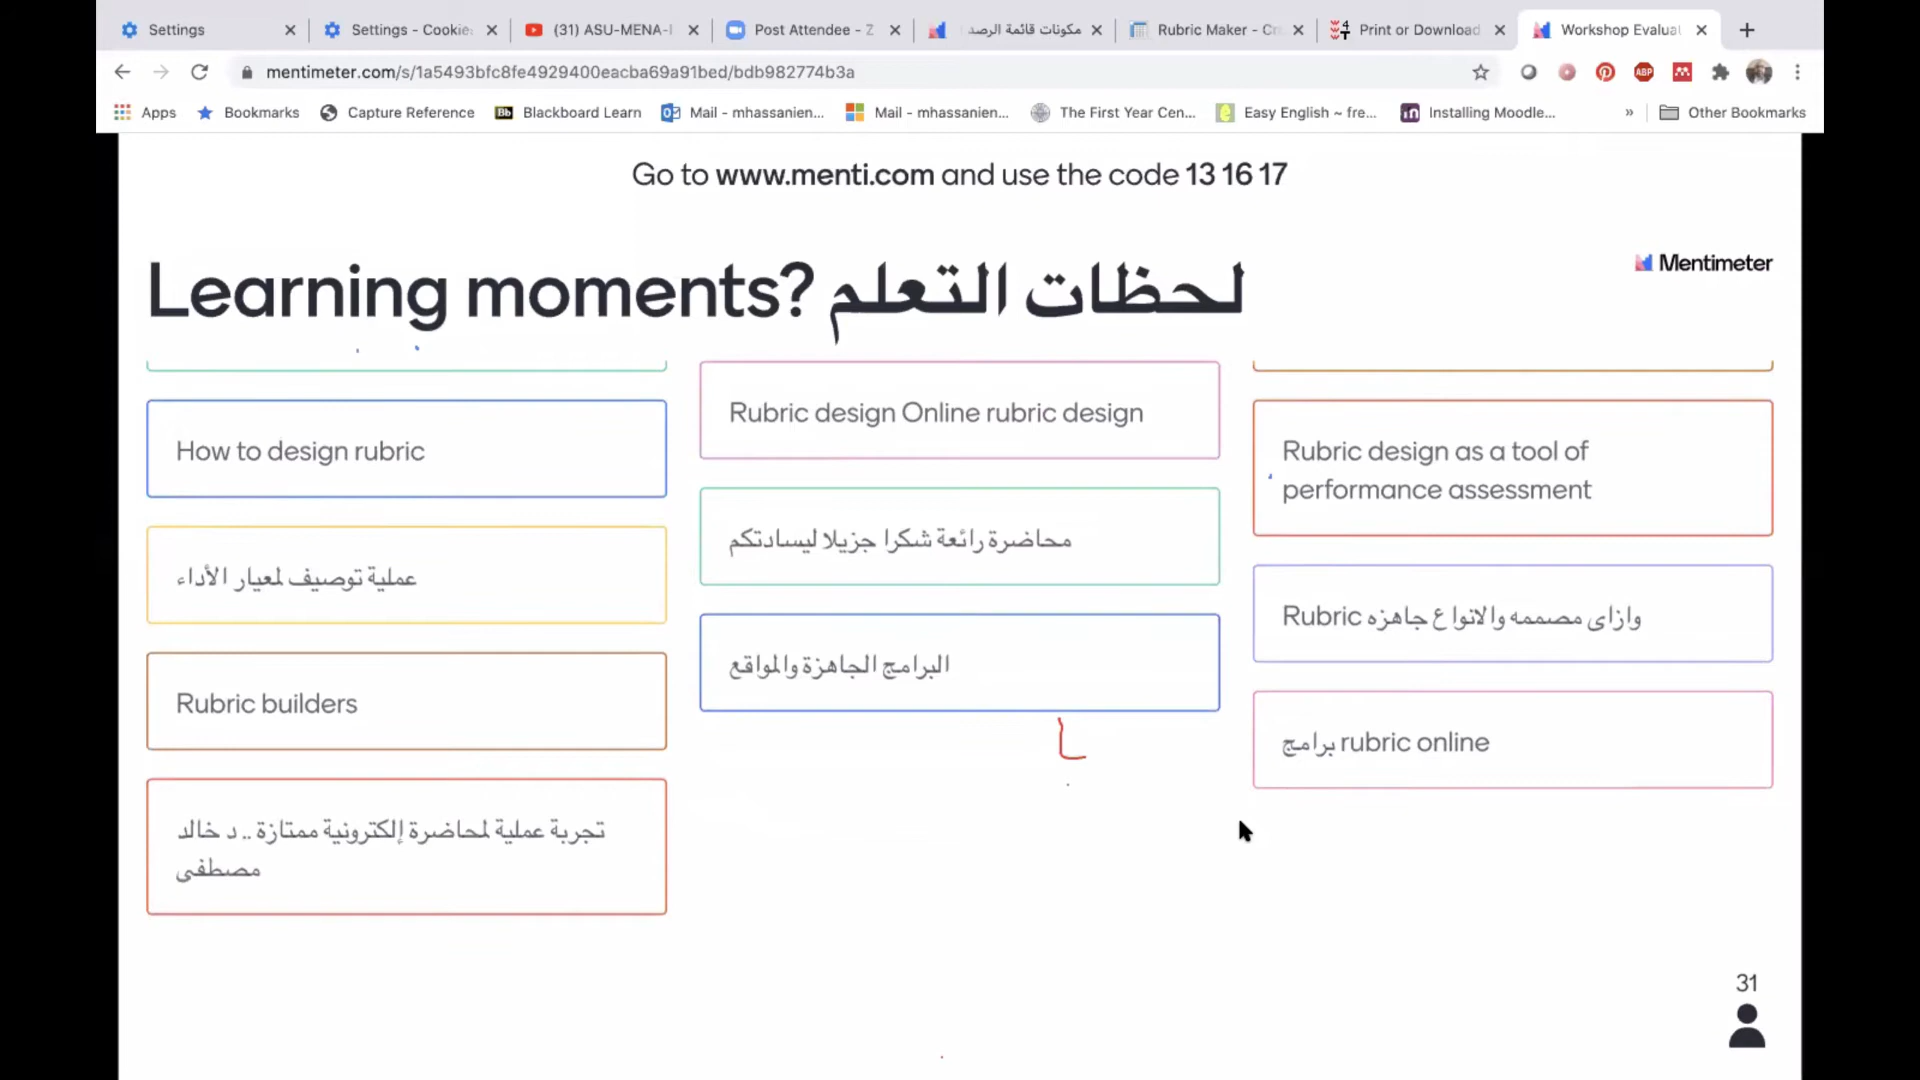 Settings
Settings - Cookie
(31) ASU-MENA-
Post Attendee - Z
مكونات قائمة الرصد
Rubric Maker - Cr
Print or Download
Workshop Evaluat
mentimeter.com/s/1a5493bfc8fe4929400eacba69a91bed/bdb982774b3a
ABP
Apps
Bookmarks
Capture Reference
Bb
Blackboard Learn
Mail - mhassanien...
Mail - mhassanien...
The First Year Cen...
Easy English ~ fre...
in
Installing Moodle...
»
Other Bookmarks
Go to www.menti.com and use the code 13 16 17
Learning moments? لحظات التعلم
Mentimeter
How to design rubric
عملية توصيف لمعيار الأداء
Rubric builders
تجربة عملية لمحاضرة إلكترونية ممتازة .. د خالد
مصطفى
Rubric design Online rubric design
محاضرة رائعة شكرا جزيلا ليسادتكم
البرامج الجاهزة والمواقع
Rubric design as a tool of
performance assessment
Rubric وازاى مصممه والانواع جاهزه
برامج rubric online
31